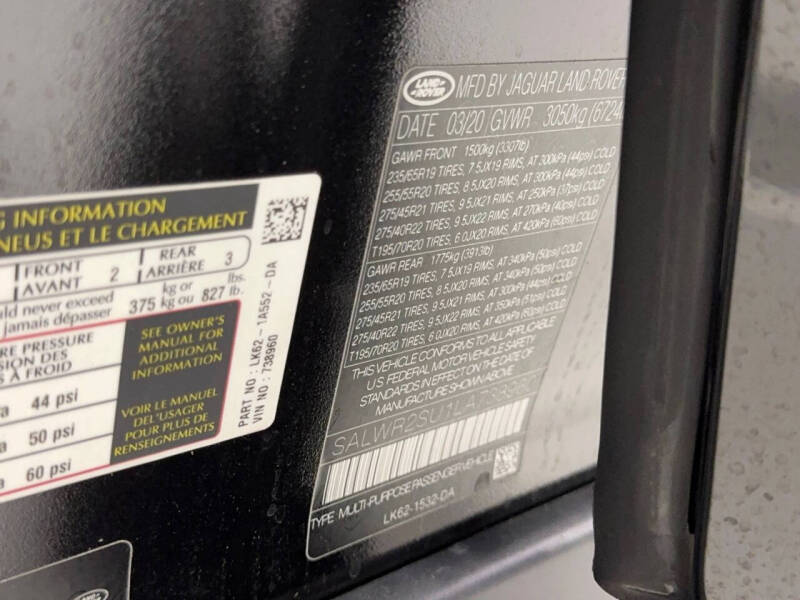 G INFORMATION
NEUS ET LE CHARGEMENT
FRONT
AVANT 2
REAR
ARRIÈRE 3
uld never exceed
jamais dépasser 375 kg or kg ou 827 lbs. lb.
RE PRESSURE
SION DES
À FROID
44 psi
50 psi
60 psi
SEE OWNER'S
MANUAL FOR
ADDITIONAL
INFORMATION
VOIR LE MANUEL
DEL'USAGER
POUR PLUS DE
RENSEIGNEMENTS
PART NO : LK62 - 1A552 - DA
VIN NO : 738960
LAND ROVER
MFD BY JAGUAR LAND ROVER
DATE 03/20 GVWR 3050kg (6724
GAWR FRONT 1500kg (3307lb)
235/65R19 TIRES, 7.5JX19 RIMS, AT 300kPa (44psi) COLD
255/55R20 TIRES, 8.5JX20 RIMS, AT 300kPa (44psi) COLD
275/45R21 TIRES, 9.5JX21 RIMS, AT 250kPa (37psi) COLD
275/40R22 TIRES, 9.5JX22 RIMS, AT 270kPa (40psi) COLD
T195/70R20 TIRES, 6.0JX20 RIMS, AT 420kPa (60psi) COLD
GAWR REAR 1775kg (3913lb)
235/65R19 TIRES, 7.5JX19 RIMS, AT 340kPa (50psi) COLD
255/55R20 TIRES, 8.5JX20 RIMS, AT 340kPa (50psi) COLD
275/45R21 TIRES, 9.5JX21 RIMS, AT 300kPa (44psi) COLD
275/40R22 TIRES, 9.5JX22 RIMS, AT 350kPa (51psi) COLD
T195/70R20 TIRES, 6.0JX20 RIMS, AT 420kPa (60psi) COLD
THIS VEHICLE CONFORMS TO ALL APPLICABLE
U.S FEDERAL MOTOR VEHICLE SAFETY
STANDARDS IN EFFECT ON THE DATE OF
MANUFACTURE SHOWN ABOVE
SALWR2SU1LA738
TYPE MULTI-PURPOSE PASSENGER VEHICLE
LK62-1532-DA